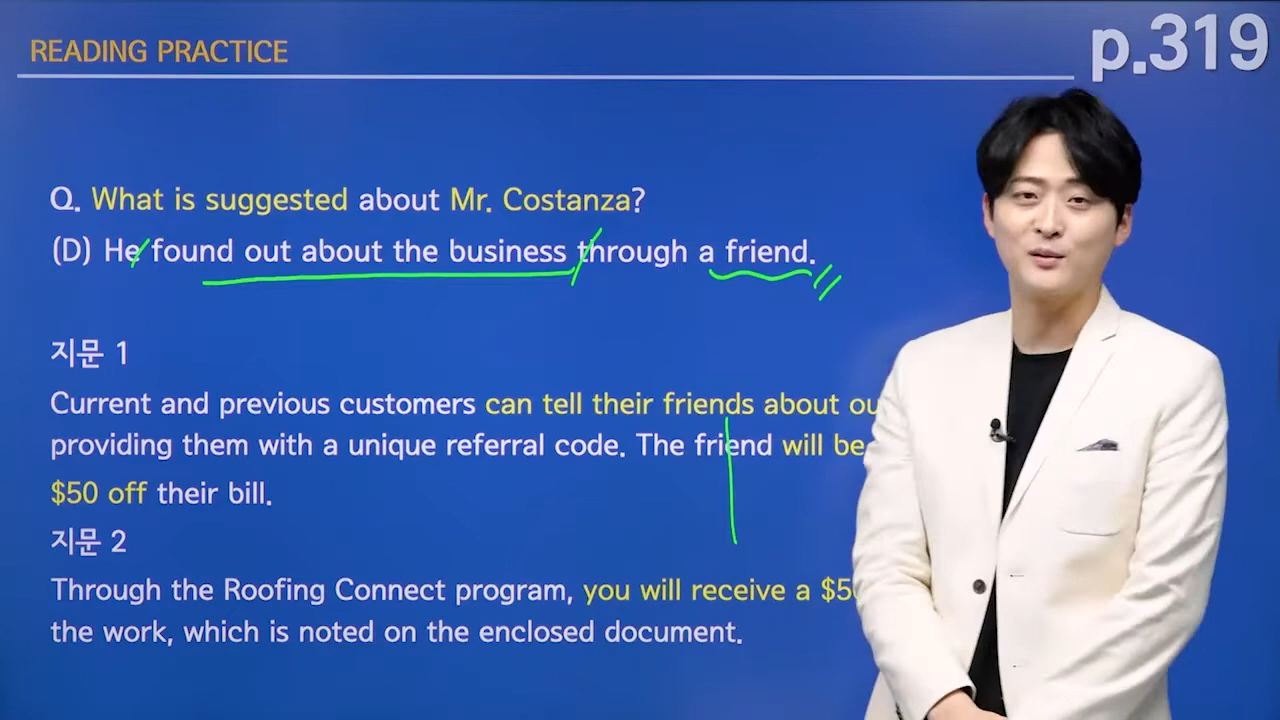 READING PRACTICE
p.319
Q. What is suggested about Mr. Costanza?
(D) He found out about the business through a friend.
지문 1
Current and previous customers can tell their friends about
providing them with a unique referral code. The friend will be
$50 off their bill.
지문 2
Through the Roofing Connect program, you will receive a
the work, which is noted on the enclosed document.